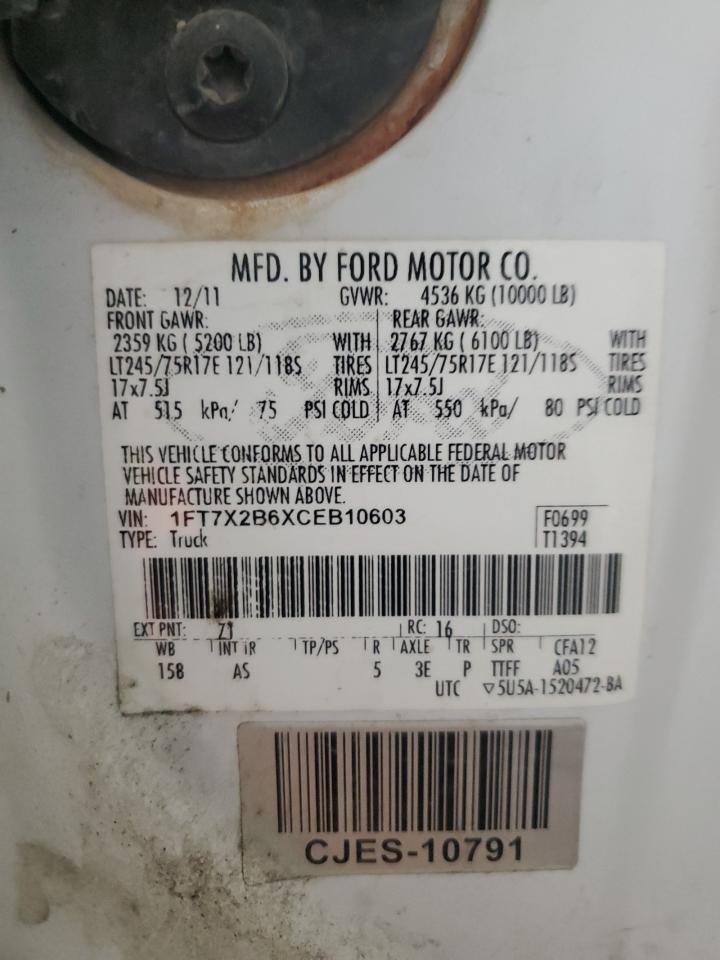 MFD. BY FORD MOTOR CO.
DATE: 12/11 GVWR: 4536 KG (10000 LB)
FRONT GAWR: REAR GAWR:
2359 KG ( 5200 LB) WITH 2767 KG ( 6100 LB) WITH
LT245/75R17E 121/118S TIRES LT245/75R17E 121/118S TIRES
17x7.5J RIMS 17x7.5J RIMS
AT 515 kPa/ 75 PSI COLD AT 550 kPa/ 80 PSI COLD
THIS VEHICLE CONFORMS TO ALL APPLICABLE FEDERAL MOTOR
VEHICLE SAFETY STANDARDS IN EFFECT ON THE DATE OF
MANUFACTURE SHOWN ABOVE.
VIN: 1FT7X2B6XCEB10603 F0699
TYPE: Truck T1394
EXT PNT: Z1 RC: 16 DSO:
WB INT TR TP/PS R AXLE TR SPR CFA12
158 AS 5 3E P TTFF A05
UTC ▽5U5A-1520472-BA
CJES-10791